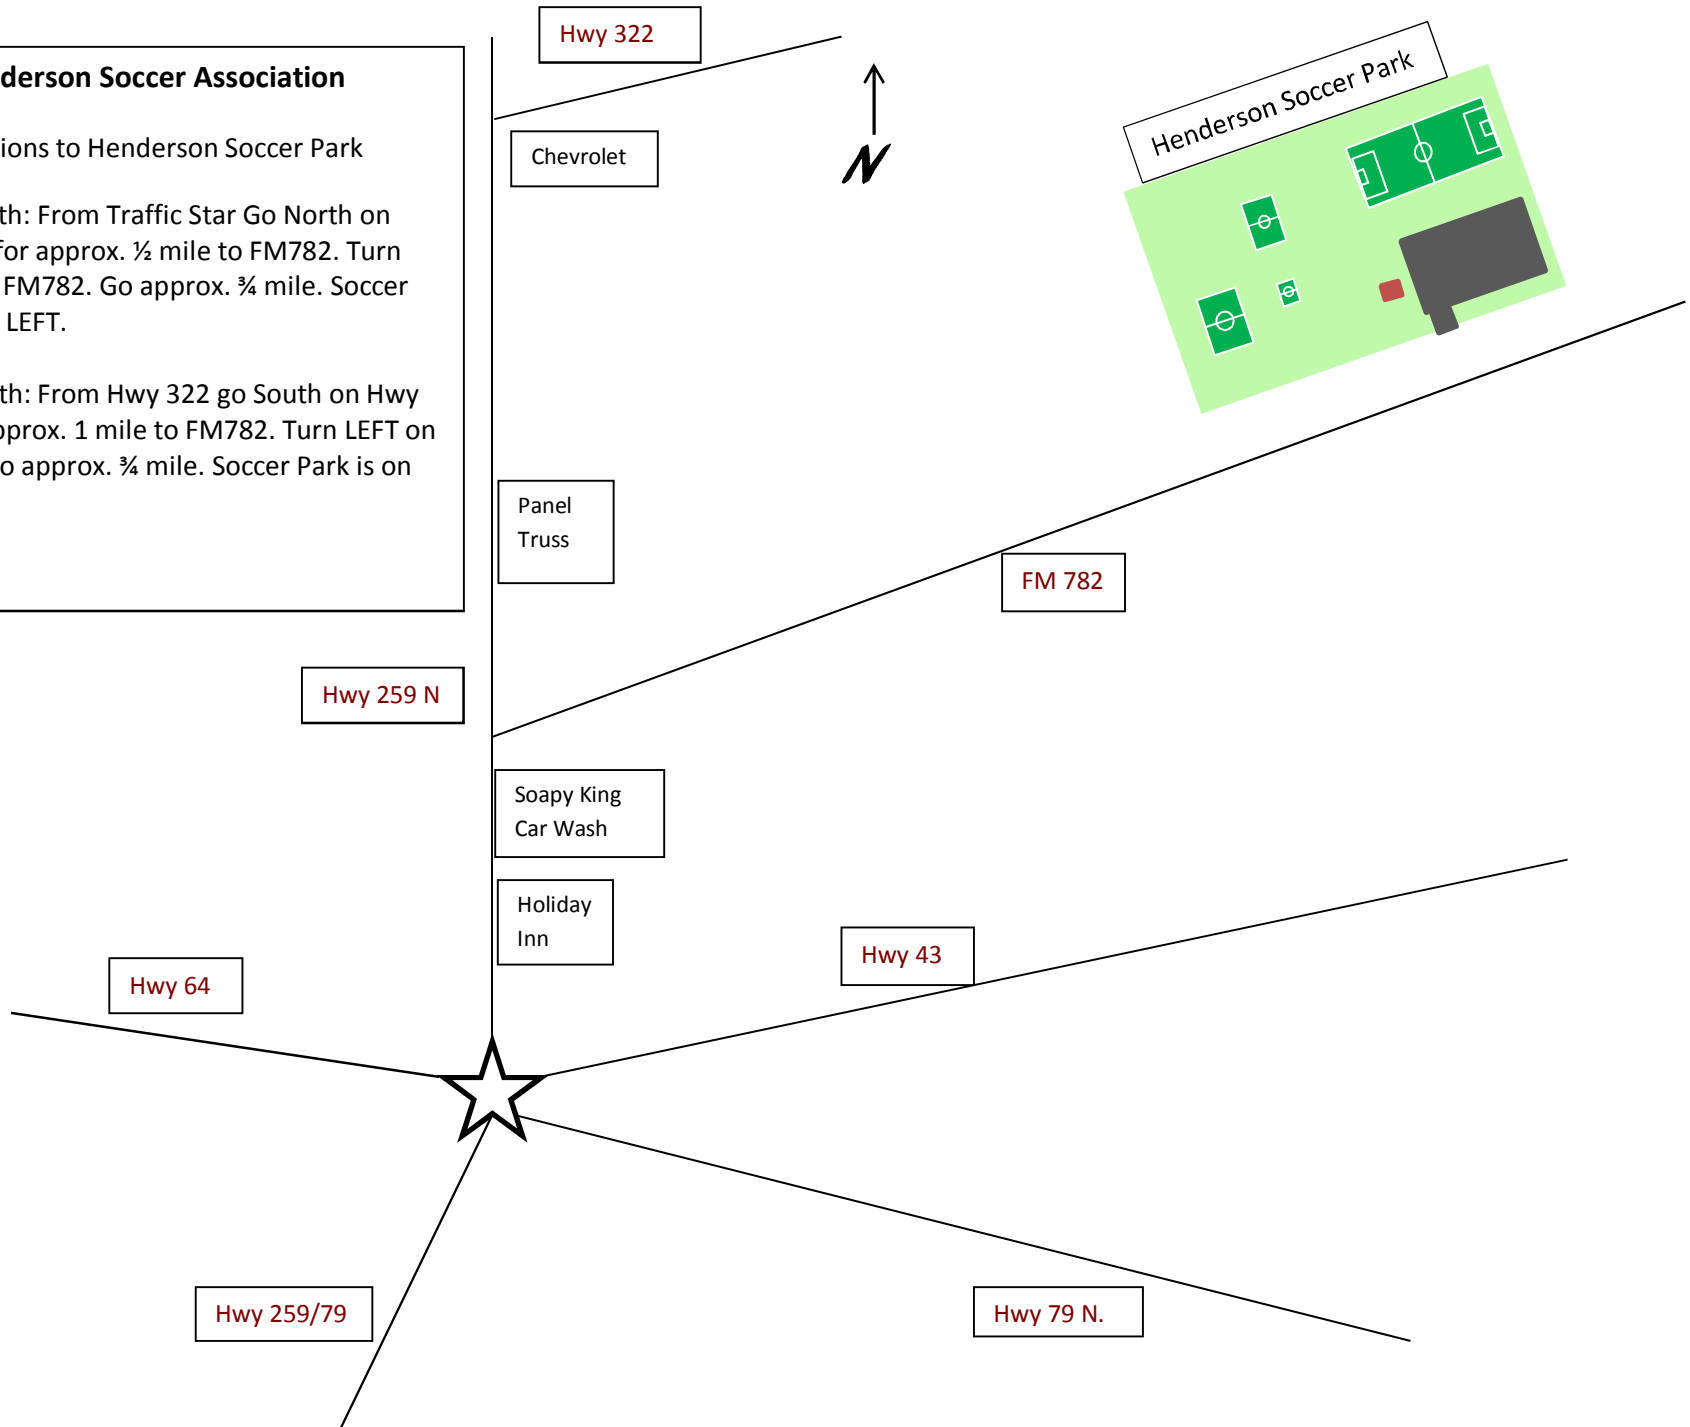 Hwy 322
derson Soccer Association
Henderson Soccer Park
tions to Henderson Soccer Park
Chevrolet
N
th: From Traffic Star Go North on
for approx. ½ mile to FM782. Turn
FM782. Go approx. ¾ mile. Soccer
LEFT.
th: From Hwy 322 go South on Hwy
pprox. 1 mile to FM782. Turn LEFT on
o approx. ¾ mile. Soccer Park is on
Panel
Truss
FM 782
Hwy 259 N
Soapy King
Car Wash
Holiday
Inn
Hwy 43
Hwy 64
Hwy 259/79
Hwy 79 N.